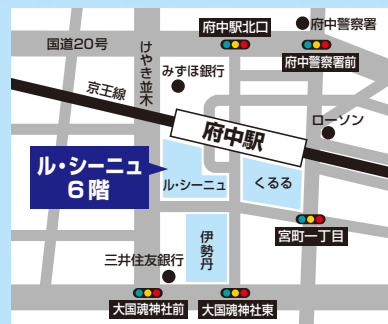 府中駅北口
府中警察署
国道20号
けやき並木
府中警察署前
みずほ銀行
京王線
ローソン
府中駅
ル・シーニュ
6階
ル・シーニュ
くるる
伊勢丹
宮町一丁目
三井住友銀行
大国魂神社前
大国魂神社東